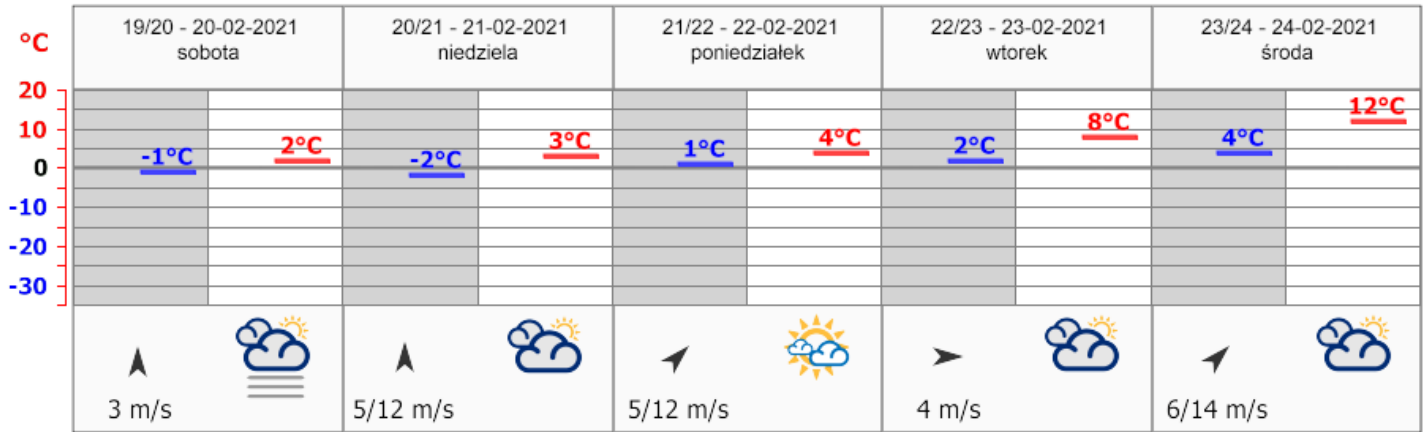 °C
19/20 - 20-02-2021
sobota
20/21 - 21-02-2021
niedziela
21/22 - 22-02-2021
poniedziałek
22/23 - 23-02-2021
wtorek
23/24 - 24-02-2021
środa
20
10
0
-10
-20
-30
-1°C
2°C
-2°C
3°C
1°C
4°C
2°C
8°C
4°C
12°C
3 m/s
5/12 m/s
5/12 m/s
4 m/s
6/14 m/s